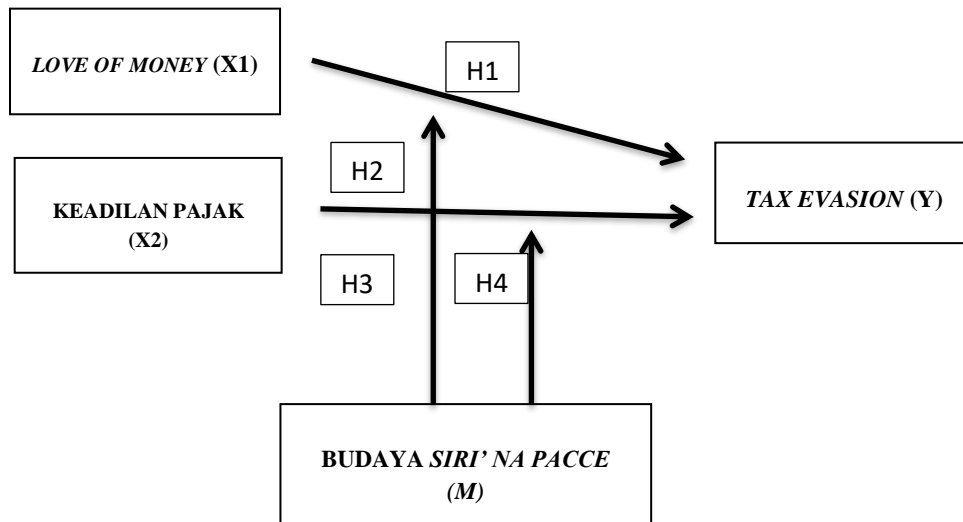 LOVE OF MONEY (X1)
H1
H2
KEADILAN PAJAK
(X2)
TAX EVASION (Y)
H3
H4
BUDAYA SIRI’ NA PACCE
(M)